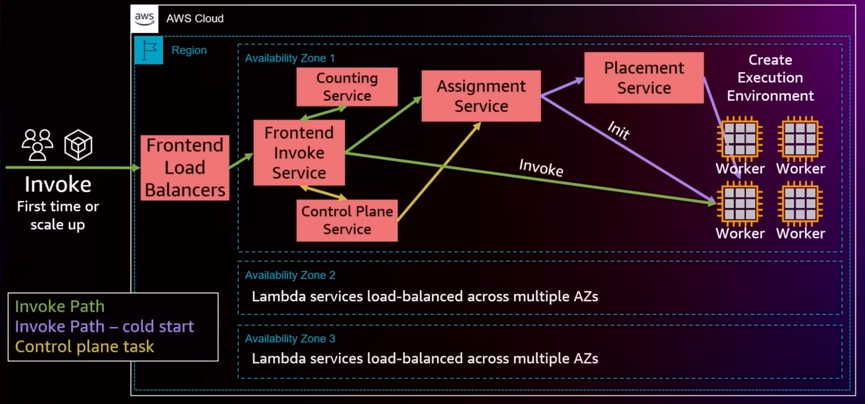 aws
AWS Cloud
Region
Availability Zone 1
Counting
Service
Assignment
Service
Placement
Service
Create
Execution
Environment
Frontend
Load
Balancers
Frontend
Invoke
Service
Control Plane
Service
Invoke
First time or
scale up
Init
Invoke
Worker
Worker
Worker
Worker
Availability Zone 2
Lambda services load-balanced across multiple AZs
Availability Zone 3
Lambda services load-balanced across multiple AZs
Invoke Path
Invoke Path – cold start
Control plane task